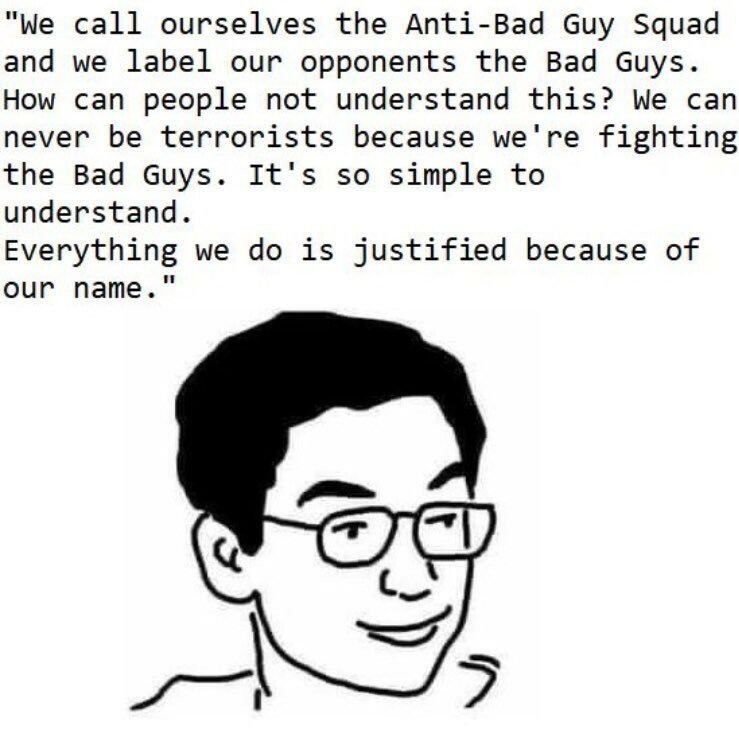 "We call ourselves the Anti-Bad Guy Squad
and we label our opponents the Bad Guys.
How can people not understand this? We can
never be terrorists because we're fighting
the Bad Guys. It's so simple to
understand.
Everything we do is justified because of
our name."